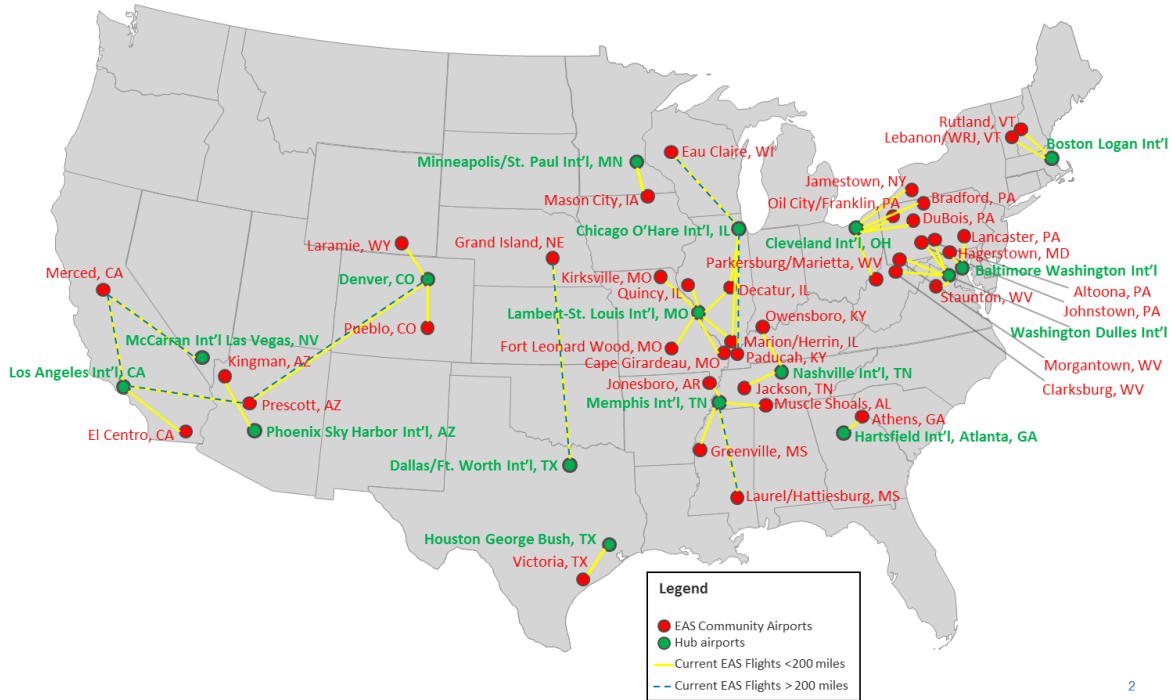 Rutland, VT
Lebanon/WRJ, VT
Boston Logan Int'l
Eau Claire, WI
Minneapolis/St. Paul Int'l, MN
Jamestown, NY
Mason City, IA
Oil City/Franklin, PA
Bradford, PA
DuBois, PA
Chicago O'Hare Int'l, IL
Cleveland Int'l, OH
Lancaster, PA
Laramie, WY
Grand Island, NE
Hagerstown, MD
Parkersburg/Marietta, WV
Baltimore Washington Int'l
Merced, CA
Denver, CO
Kirksville, MO
Decatur, IL
Altoona, PA
Quincy, IL
Staunton, WV
Johnstown, PA
Lambert-St. Louis Int'l, MO
Owensboro, KY
Pueblo, CO
Washington Dulles Int'l
McCarran Int'l Las Vegas, NV
Fort Leonard Wood, MO
Marion/Herrin, IL
Kingman, AZ
Cape Girardeau, MO
Paducah, KY
Morgantown, WV
Los Angeles Int'l, CA
Nashville Int'l, TN
Jonesboro, AR
Jackson, TN
Clarksburg, WV
Prescott, AZ
Memphis Int'l, TN
Muscle Shoals, AL
Athens, GA
El Centro, CA
Phoenix Sky Harbor Int'l, AZ
Hartsfield Int'l, Atlanta, GA
Greenville, MS
Dallas/Ft. Worth Int'l, TX
Laurel/Hattiesburg, MS
Houston George Bush, TX
Victoria, TX
Legend
EAS Community Airports
Hub airports
Current EAS Flights <200 miles
Current EAS Flights > 200 miles
2